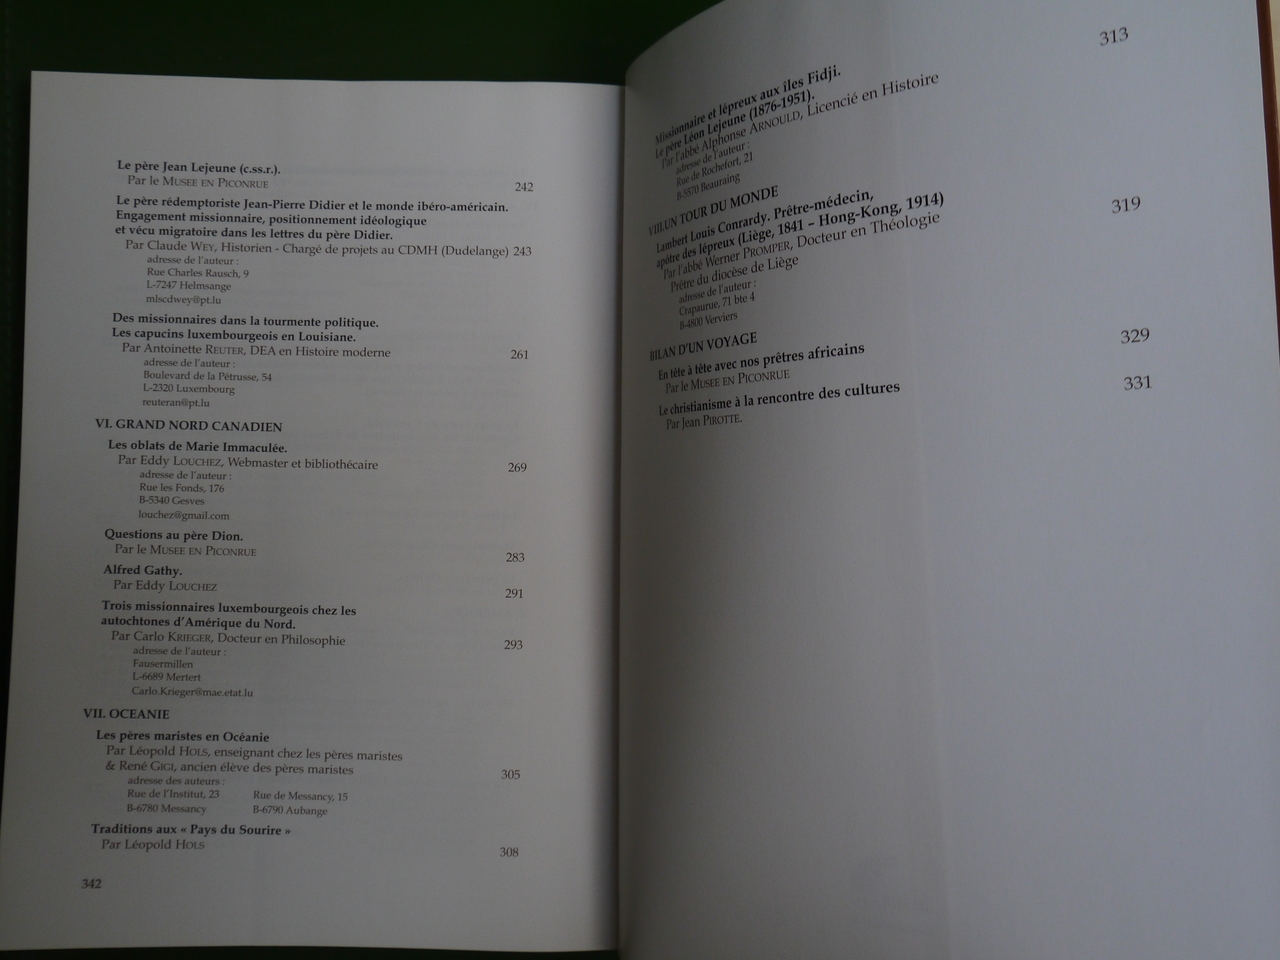 Le père Jean Lejeune (c.ss.r.).
Par le MUSEE EN PICONRUE 242
Le père rédemptoriste Jean-Pierre Didier et le monde ibéro-américain.
Engagement missionnaire, positionnement idéologique
et vécu migratoire dans les lettres du père Didier.
Par Claude WEY, Historien - Chargé de projets au CDMH (Dudelange) 243
adresse de l'auteur :
Rue Charles Rausch, 9
L-7247 Helmsange
mlscdwey@pt.lu
Des missionnaires dans la tourmente politique.
Les capucins luxembourgeois en Louisiane.
Par Antoinette REUTER, DEA en Histoire moderne 261
adresse de l'auteur :
Boulevard de la Pétrusse, 54
L-2320 Luxembourg
reuteran@pt.lu
VI. GRAND NORD CANADIEN
Les oblats de Marie Immaculée.
Par Eddy LOUCHEZ, Webmaster et bibliothécaire 269
adresse de l'auteur :
Rue les Fonds, 176
B-5340 Gesves
louchez@gmail.com
Questions au père Dion.
Par le MUSEE EN PICONRUE 283
Alfred Gathy.
Par Eddy LOUCHEZ 291
Trois missionnaires luxembourgeois chez les
autochtones d'Amérique du Nord.
Par Carlo KRIEGER, Docteur en Philosophie 293
adresse de l'auteur :
Fausermillen
L-6689 Mertert
Carlo.Krieger@mae.etat.lu
VII. OCEANIE
Les pères maristes en Océanie
Par Léopold HOLS, enseignant chez les pères maristes
& René GIGI, ancien élève des pères maristes 305
adresse des auteurs :
Rue de l'Institut, 23 Rue de Messancy, 15
B-6780 Messancy B-6790 Aubange
Traditions aux « Pays du Sourire »
Par Léopold HOLS 308
342
Missionnaire et lépreux aux îles Fidji.
Le père Léon Lejeune (1876-1951).
Par l'abbé Alphonse ARNOULD, Licencié en Histoire 313
adresse de l'auteur :
Rue de Rochefort, 21
B-5570 Beauraing
VIII. UN TOUR DU MONDE
Lambert Louis Conrardy. Prêtre-médecin,
apôtre des lépreux (Liège, 1841 – Hong-Kong, 1914)
Par l'abbé Werner PROMPER, Docteur en Théologie 319
Prêtre du diocèse de Liège
adresse de l'auteur :
Crapaurue, 71 bte 4
B-4800 Verviers
BILAN D'UN VOYAGE
En tête à tête avec nos prêtres africains
Par le MUSEE EN PICONRUE 329
Le christianisme à la rencontre des cultures
Par Jean PIROTTE. 331